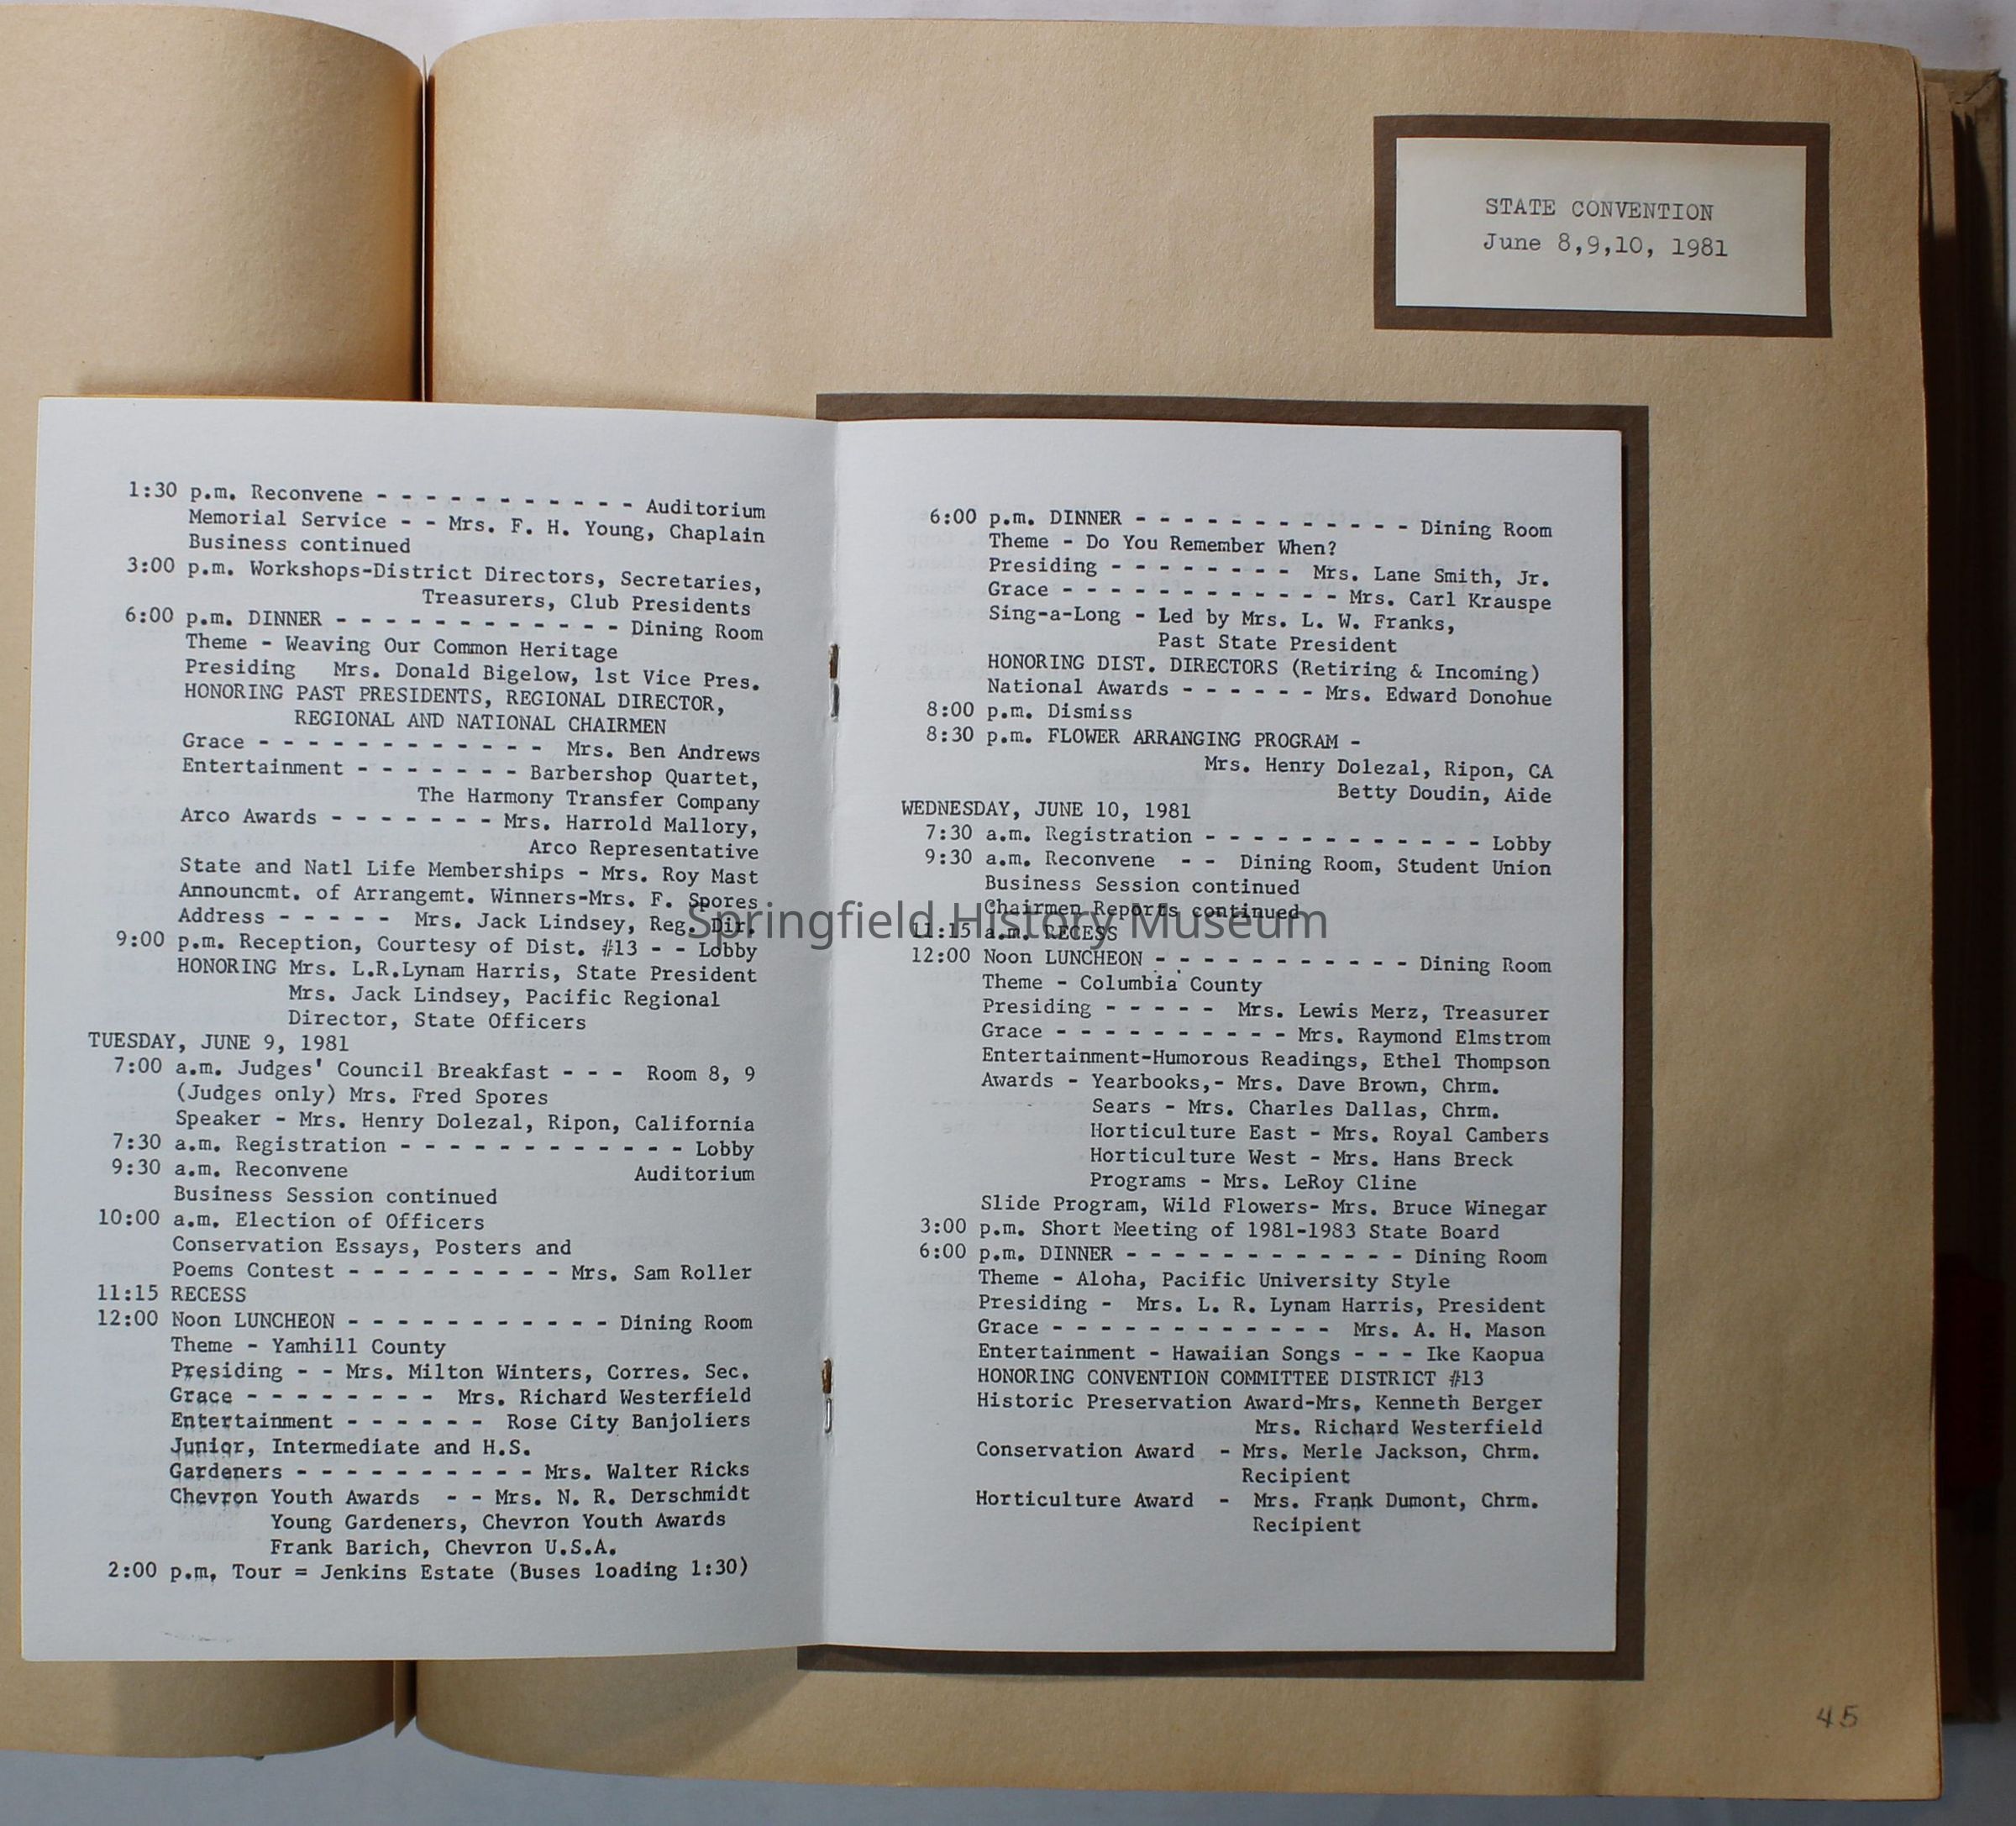 STATE CONVENTION
June 8,9,10, 1981
1:30 p.m. Reconvene - - - - - - - - - - - Auditorium
Memorial Service - - Mrs. F. H. Young, Chaplain
Business continued
3:00 p.m. Workshops-District Directors, Secretaries,
Treasurers, Club Presidents
6:00 p.m. DINNER - - - - - - - - - - - - Dining Room
Theme - Weaving Our Common Heritage
Presiding Mrs. Donald Bigelow, 1st Vice Pres.
HONORING PAST PRESIDENTS, REGIONAL DIRECTOR,
REGIONAL AND NATIONAL CHAIRMEN
Grace - - - - - - - - - - - - Mrs. Ben Andrews
Entertainment - - - - - - - Barbershop Quartet,
The Harmony Transfer Company
Arco Awards - - - - - - - Mrs. Harrold Mallory,
Arco Representative
State and Natl Life Memberships - Mrs. Roy Mast
Announcmt. of Arrangemt. Winners-Mrs. F. Spores
Address - - - - - Mrs. Jack Lindsey, Reg. Dir.
9:00 p.m. Reception, Courtesy of Dist. #13 - - Lobby
HONORING Mrs. L.R.Lynam Harris, State President
Mrs. Jack Lindsey, Pacific Regional
Director, State Officers
TUESDAY, JUNE 9, 1981
7:00 a.m. Judges' Council Breakfast - - - Room 8, 9
(Judges only) Mrs. Fred Spores
Speaker - Mrs. Henry Dolezal, Ripon, California
7:30 a.m. Registration - - - - - - - - - - - - Lobby
9:30 a.m. Reconvene Auditorium
Business Session continued
10:00 a.m. Election of Officers
Conservation Essays, Posters and
Poems Contest - - - - - - - - - Mrs. Sam Roller
11:15 RECESS
12:00 Noon LUNCHEON - - - - - - - - - - - Dining Room
Theme - Yamhill County
Presiding - - Mrs. Milton Winters, Corres. Sec.
Grace - - - - - - - - Mrs. Richard Westerfield
Entertainment - - - - - - Rose City Banjoliers
Junior, Intermediate and H.S.
Gardeners - - - - - - - - - - Mrs. Walter Ricks
Chevron Youth Awards - - Mrs. N. R. Derschmidt
Young Gardeners, Chevron Youth Awards
Frank Barich, Chevron U.S.A.
2:00 p.m. Tour = Jenkins Estate (Buses loading 1:30)
6:00 p.m. DINNER - - - - - - - - - - - - Dining Room
Theme - Do You Remember When?
Presiding - - - - - - - - Mrs. Lane Smith, Jr.
Grace - - - - - - - - - - - - Mrs. Carl Krauspe
Sing-a-Long - Led by Mrs. L. W. Franks,
Past State President
HONORING DIST. DIRECTORS (Retiring & Incoming)
National Awards - - - - - - Mrs. Edward Donohue
8:00 p.m. Dismiss
8:30 p.m. FLOWER ARRANGING PROGRAM -
Mrs. Henry Dolezal, Ripon, CA
Betty Doudin, Aide
WEDNESDAY, JUNE 10, 1981
7:30 a.m. Registration - - - - - - - - - - - - Lobby
9:30 a.m. Reconvene - - Dining Room, Student Union
Business Session continued
Chairmen Reports continued
11:15 a.m. RECESS
12:00 Noon LUNCHEON - - - - - - - - - - - Dining Room
Theme - Columbia County
Presiding - - - - - Mrs. Lewis Merz, Treasurer
Grace - - - - - - - - - - Mrs. Raymond Elmstrom
Entertainment-Humorous Readings, Ethel Thompson
Awards - Yearbooks,- Mrs. Dave Brown, Chrm.
Sears - Mrs. Charles Dallas, Chrm.
Horticulture East - Mrs. Royal Cambers
Horticulture West - Mrs. Hans Breck
Programs - Mrs. LeRoy Cline
Slide Program, Wild Flowers- Mrs. Bruce Winegar
3:00 p.m. Short Meeting of 1981-1983 State Board
6:00 p.m. DINNER - - - - - - - - - - - - Dining Room
Theme - Aloha, Pacific University Style
Presiding - Mrs. L. R. Lynam Harris, President
Grace - - - - - - - - - - - - Mrs. A. H. Mason
Entertainment - Hawaiian Songs - - - Ike Kaopua
HONORING CONVENTION COMMITTEE DISTRICT #13
Historic Preservation Award-Mrs. Kenneth Berger
Mrs. Richard Westerfield
Conservation Award - Mrs. Merle Jackson, Chrm.
Recipient
Horticulture Award - Mrs. Frank Dumont, Chrm.
Recipient
45
Springfield History Museum